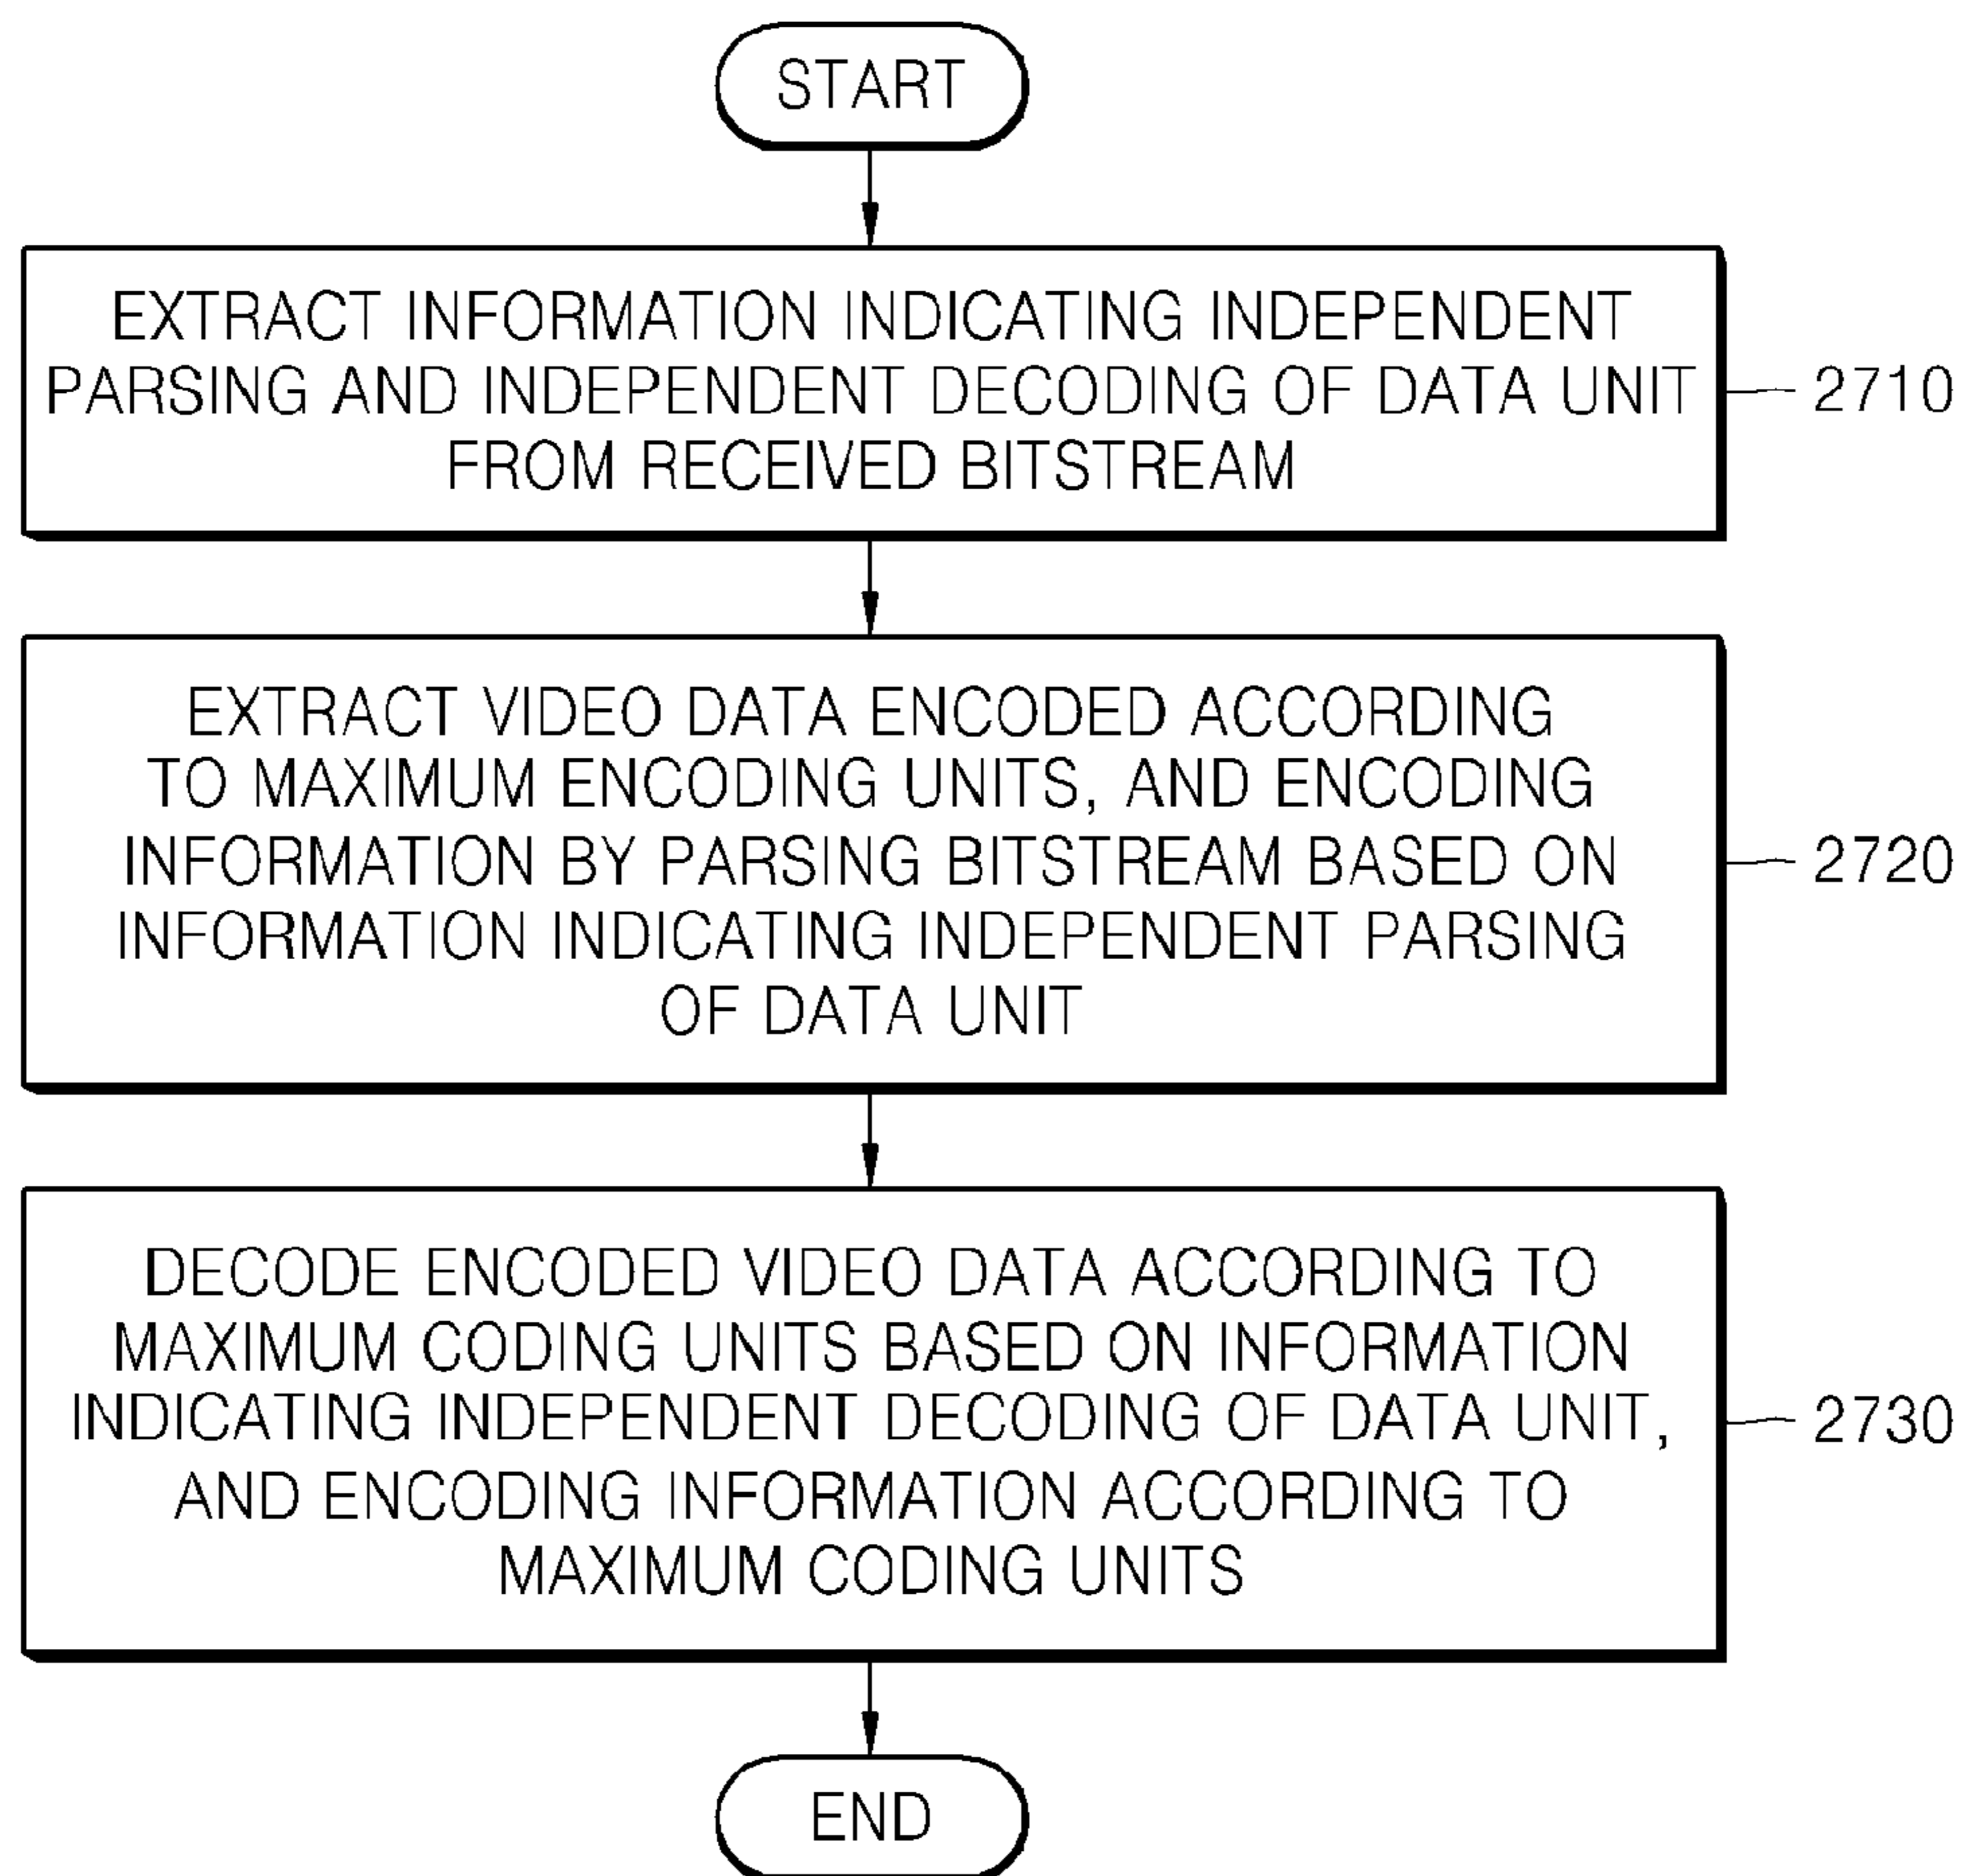 START
EXTRACT INFORMATION INDICATING INDEPENDENT
PARSING AND INDEPENDENT DECODING OF DATA UNIT
FROM RECEIVED BITSTREAM
2710
EXTRACT VIDEO DATA ENCODED ACCORDING
TO MAXIMUM ENCODING UNITS, AND ENCODING
INFORMATION BY PARSING BITSTREAM BASED ON
INFORMATION INDICATING INDEPENDENT PARSING
OF DATA UNIT
2720
DECODE ENCODED VIDEO DATA ACCORDING TO
MAXIMUM CODING UNITS BASED ON INFORMATION
INDICATING INDEPENDENT DECODING OF DATA UNIT,
AND ENCODING INFORMATION ACCORDING TO
MAXIMUM CODING UNITS
2730
END